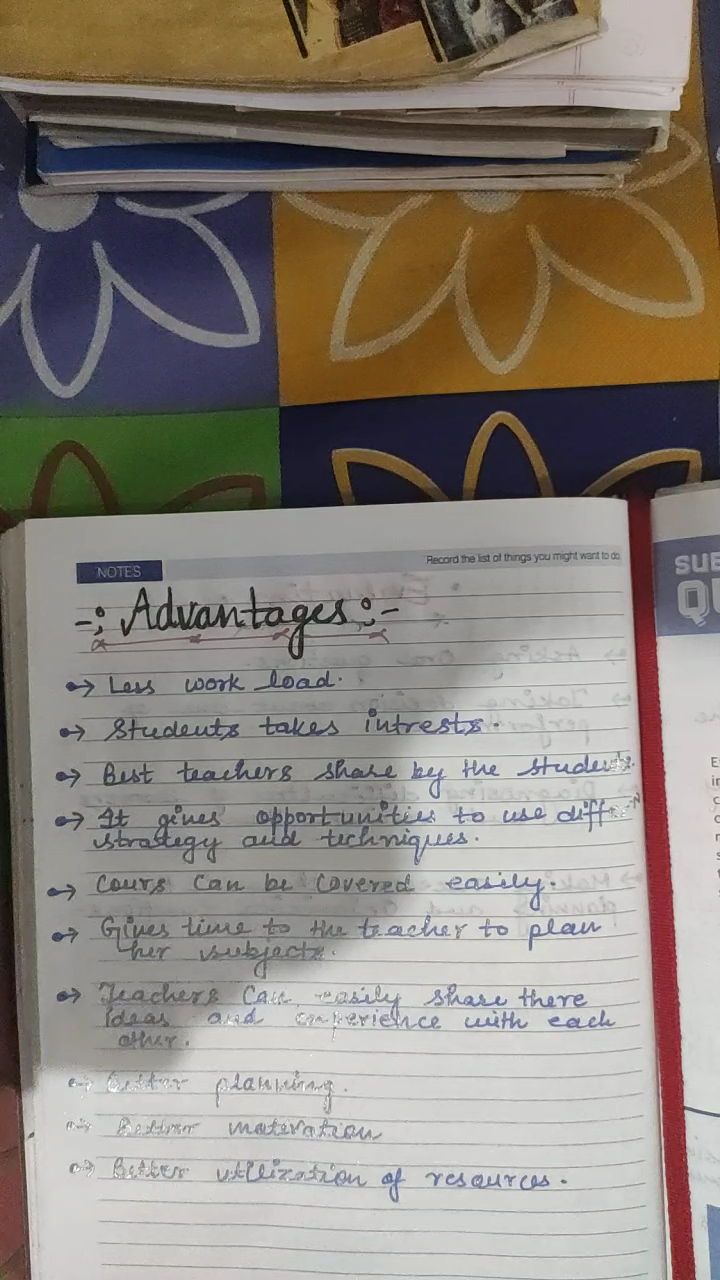 NOTES
Record the list of things you might want to do
-: Advantages :-
→ Less work load.
→ Students takes intrests.
→ Best teachers share by the students.
→ It gives opportunities to use diff
strategy and techniques.
→ Cours can be covered easily.
→ Gives time to the teacher to plan
her subjects.
→ Teachers can easily share there
ideas and experience with each
other.
→ Better planning.
→ Better motivation
→ Better utilization of resources.
SUB
QU